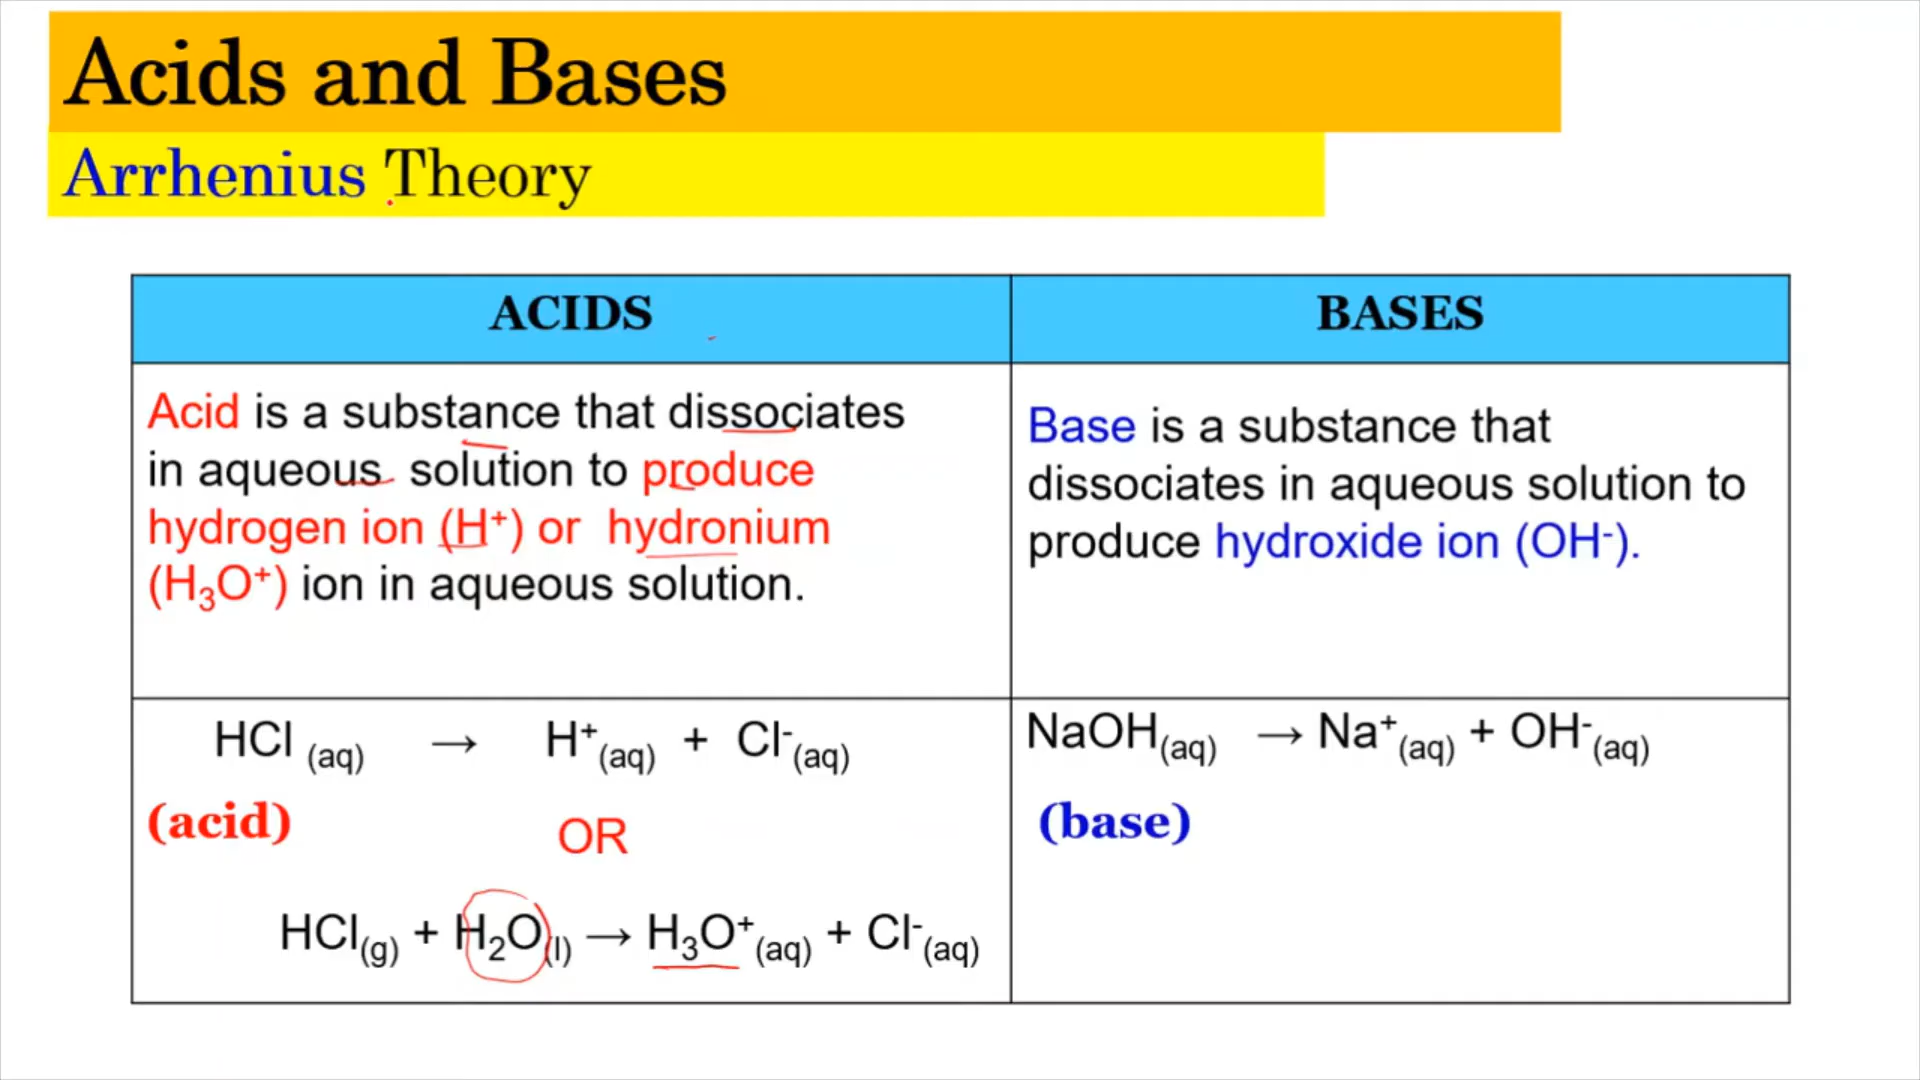 Acids and Bases
Arrhenius Theory
ACIDS
BASES
Acid is a substance that dissociates
in aqueous solution to produce
hydrogen ion (H⁺) or hydronium
(H₃O⁺) ion in aqueous solution.
Base is a substance that
dissociates in aqueous solution to
produce hydroxide ion (OH⁻).
HCl (aq) → H⁺(aq) + Cl⁻(aq)
(acid)
OR
HCl(g) + H₂O(l) → H₃O⁺(aq) + Cl⁻(aq)
NaOH(aq) → Na⁺(aq) + OH⁻(aq)
(base)